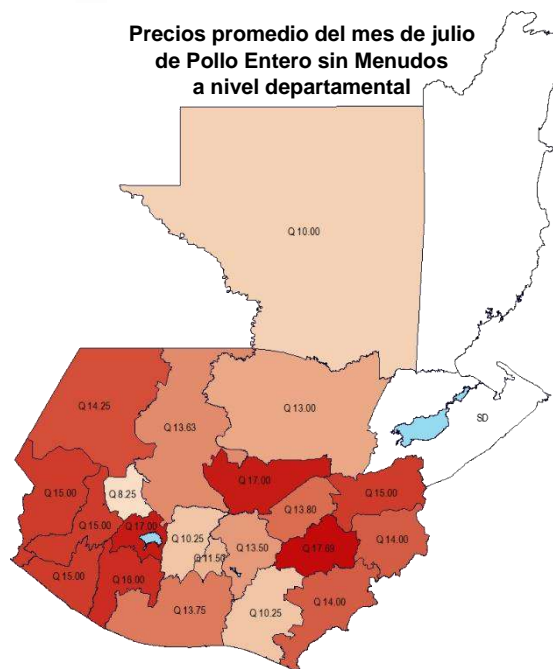 Precios promedio del mes de julio
de Pollo Entero sin Menudos
a nivel departamental
Q 10.00
Q 14.25
Q 13.63
Q 13.00
SD
Q 15.00
Q 8.25
Q 17.00
Q 15.00
Q 13.80
Q 15.00
Q 17.00
Q 10.25
Q 11.50
Q 13.50
Q 17.69
Q 14.00
Q 15.00
Q 16.00
Q 13.75
Q 10.25
Q 14.00